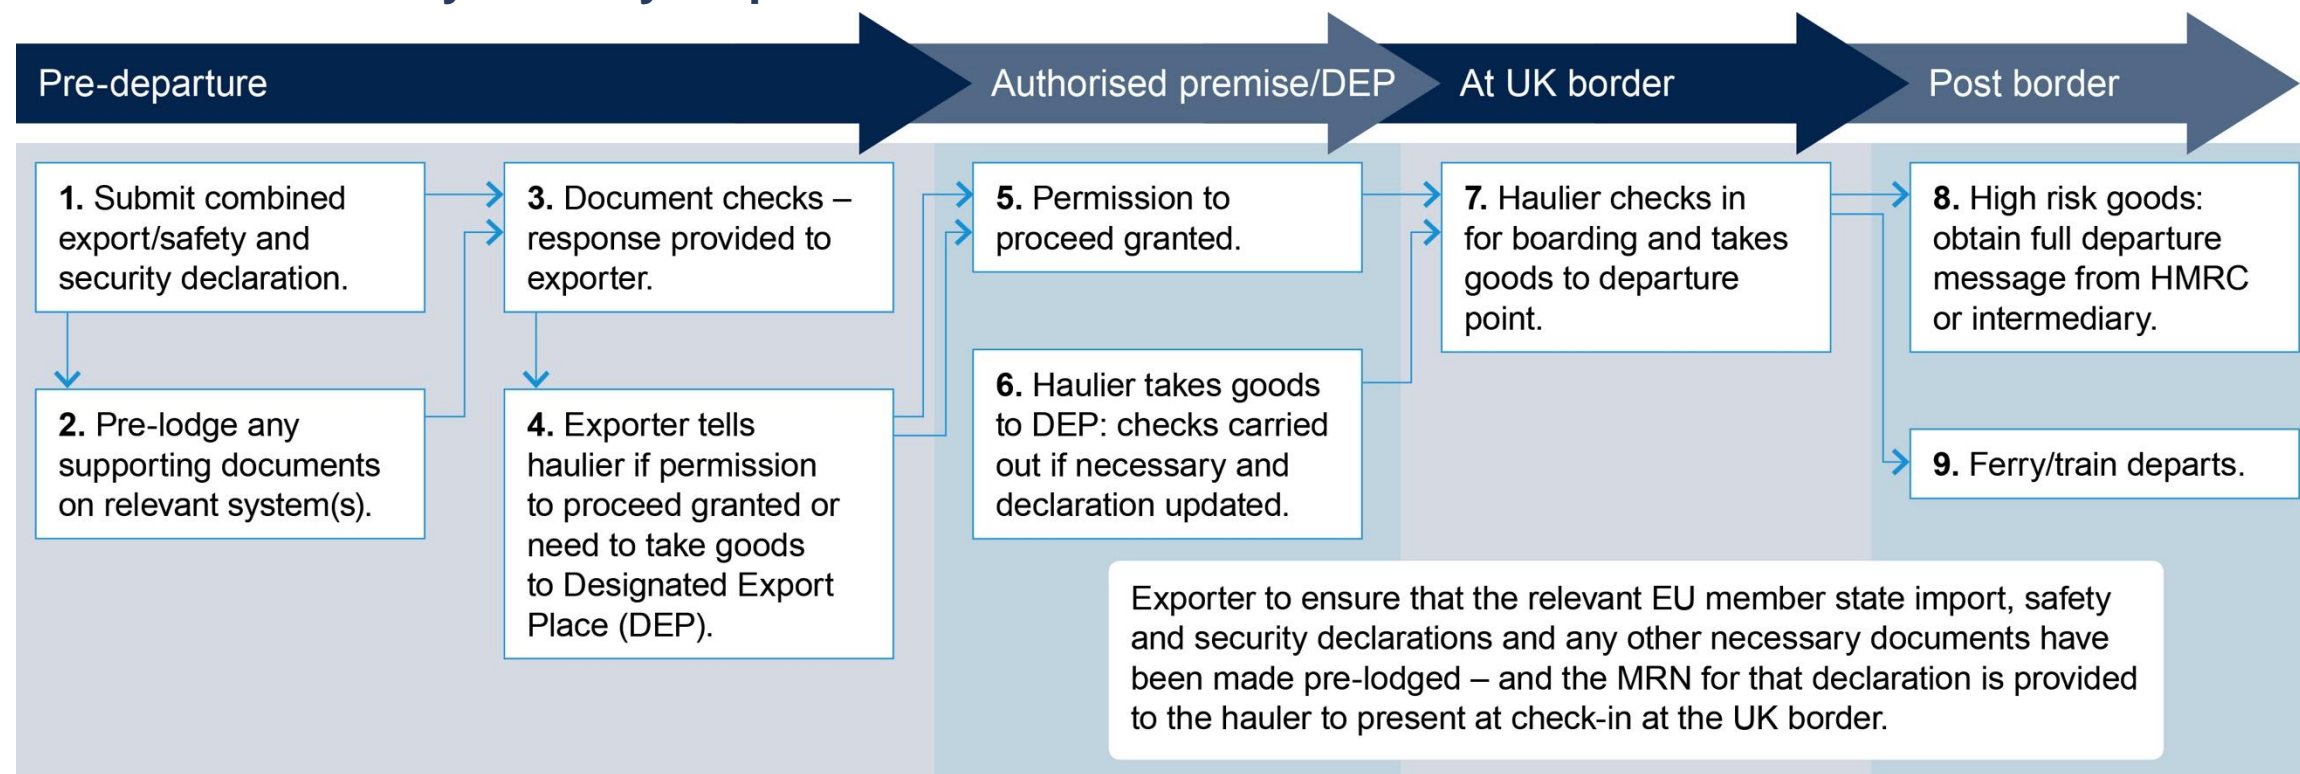 Pre-departure
Authorised premise/DEP
At UK border
Post border
1. Submit combined
export/safety and
security declaration.
2. Pre-lodge any
supporting documents
on relevant system(s).
3. Document checks –
response provided to
exporter.
4. Exporter tells
haulier if permission
to proceed granted or
need to take goods
to Designated Export
Place (DEP).
5. Permission to
proceed granted.
6. Haulier takes goods
to DEP: checks carried
out if necessary and
declaration updated.
7. Haulier checks in
for boarding and takes
goods to departure
point.
8. High risk goods:
obtain full departure
message from HMRC
or intermediary.
9. Ferry/train departs.
Exporter to ensure that the relevant EU member state import, safety
and security declarations and any other necessary documents have
been made pre-lodged – and the MRN for that declaration is provided
to the hauler to present at check-in at the UK border.